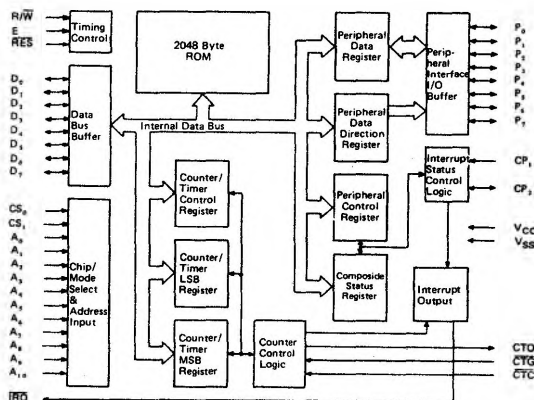 R/W
E
RES
Timing
Control
2048 Byte
ROM
Peripheral
Data
Register
Perip-
heral
Interface
I/O
Buffer
P₀
P₁
P₂
P₃
P₄
P₅
P₆
P₇
D₀
D₁
D₂
D₃
D₄
D₅
D₆
D₇
Data
Bus
Buffer
Internal Data Bus
Peripheral
Data
Direction
Register
Interrupt
Status
Control
Logic
CP₁
CP₂
Counter/
Timer
Control
Register
Peripheral
Control
Register
CS₀
CS₁
A₀
A₁
A₂
A₃
A₄
A₅
A₆
A₇
A₈
A₉
A₁₀
Chip/
Mode
Select
&
Address
Input
VCC
VSS
Counter/
Timer
LSB
Register
Composide
Status
Register
Interrupt
Output
Counter/
Timer
MSB
Register
Counter
Control
Logic
CTO
CTG
CTC
IRQ